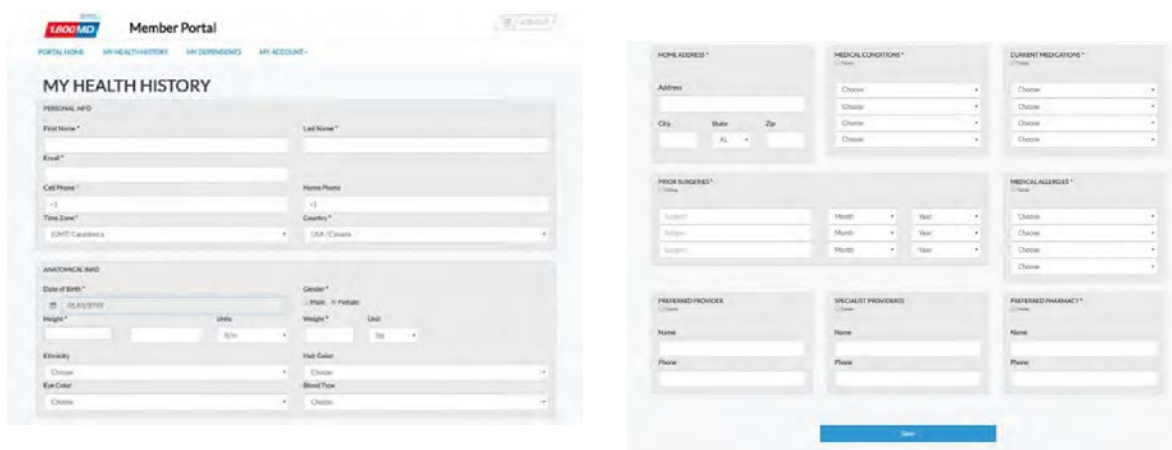 1.800MD
Member Portal
PORTAL HOME MY HEALTH HISTORY MY DEPENDENTS MY ACCOUNT
MY HEALTH HISTORY
PERSONAL INFO
First Name * Last Name *
Email *
Cell Phone * Home Phone
+1 +1
Time Zone * Country *
(GMT) Casablanca USA / Canada
ANATOMICAL INFO
Date of Birth * Gender *
Male Female
Height * Units Weight * Unit
Ethnicity Hair Color
Choose Choose
Eye Color Blood Type
Choose Choose
HOME ADDRESS * MEDICAL CONDITIONS * CURRENT MEDICATIONS *
None None
Address Choose Choose
Choose Choose
City State Zip Choose Choose
AL Choose Choose
PRIOR SURGERIES * MEDICAL ALLERGIES *
None None
Surgery Month Year Choose
Surgery Month Year Choose
Surgery Month Year Choose
Choose
PREFERRED PROVIDER SPECIALIST PROVIDER(S) PREFERRED PHARMACY *
None None None
Name Name Name
Phone Phone Phone
Save